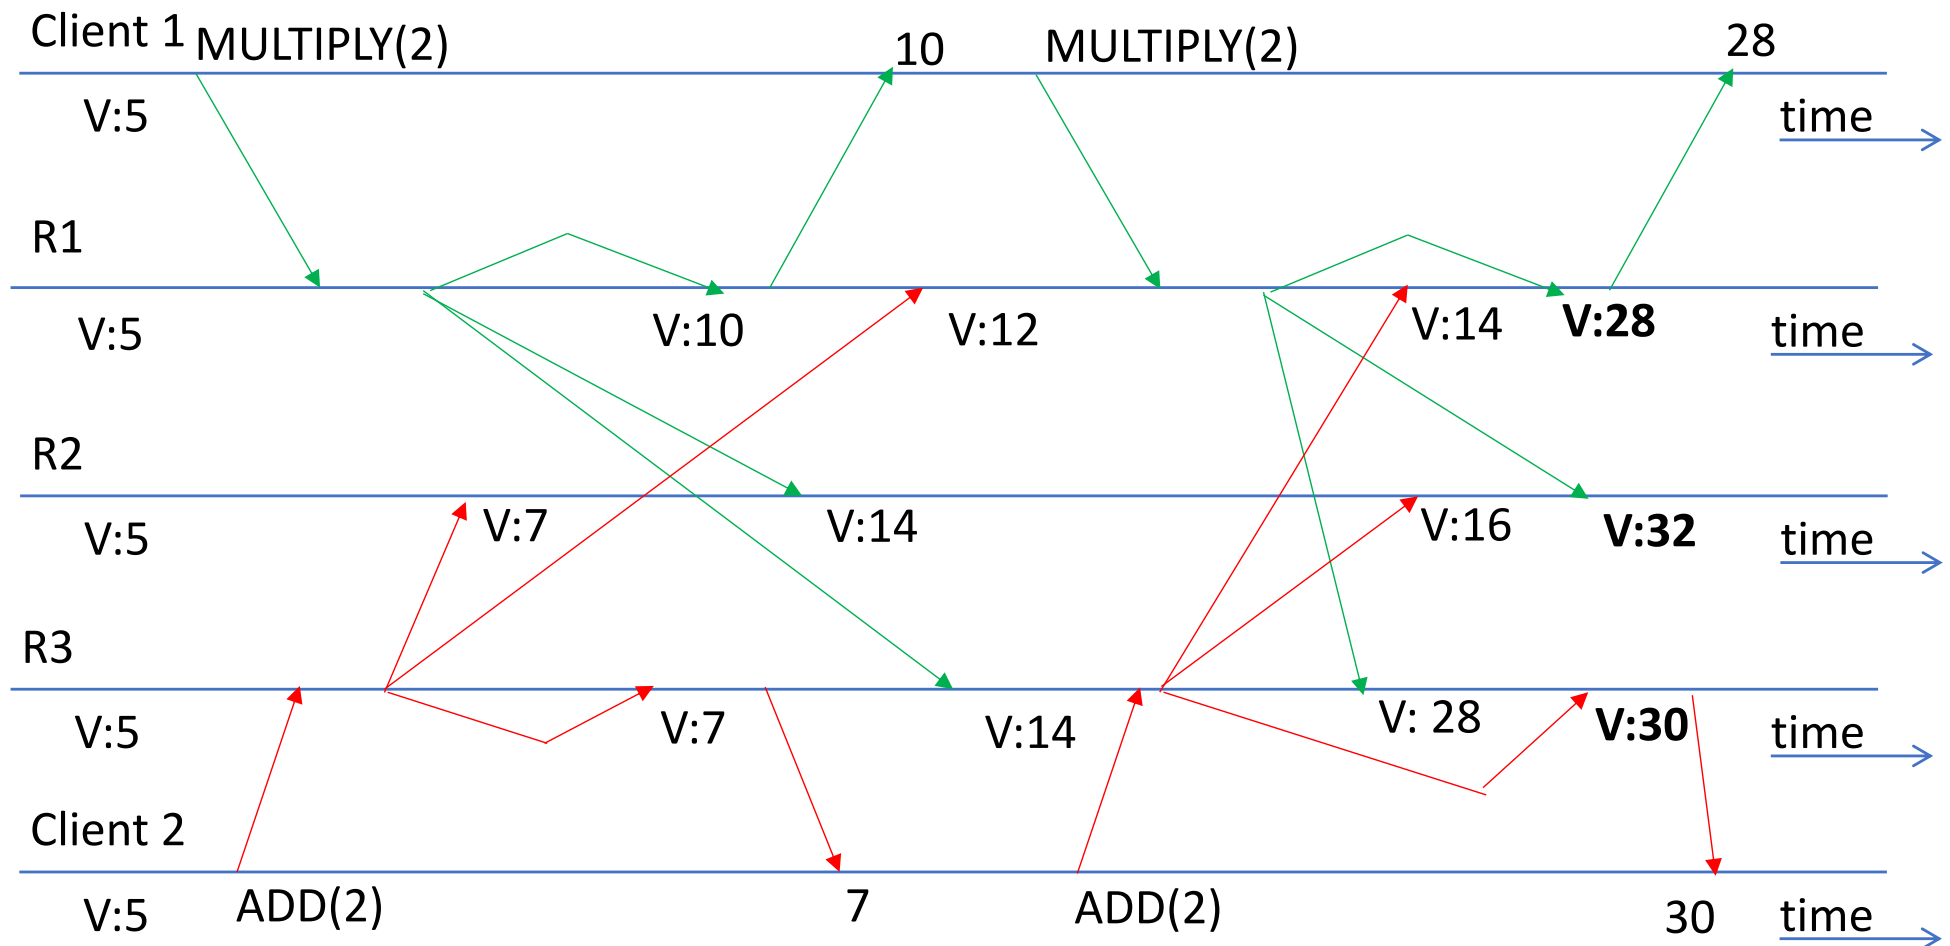 Client 1 MULTIPLY(2) 10 MULTIPLY(2) 28
V:5 time
R1
V:5 V:10 V:12 V:14 V:28 time
R2
V:5 V:7 V:14 V:16 V:32 time
R3
V:5 V:7 V:14 V: 28 V:30 time
Client 2
V:5 ADD(2) 7 ADD(2) 30 time